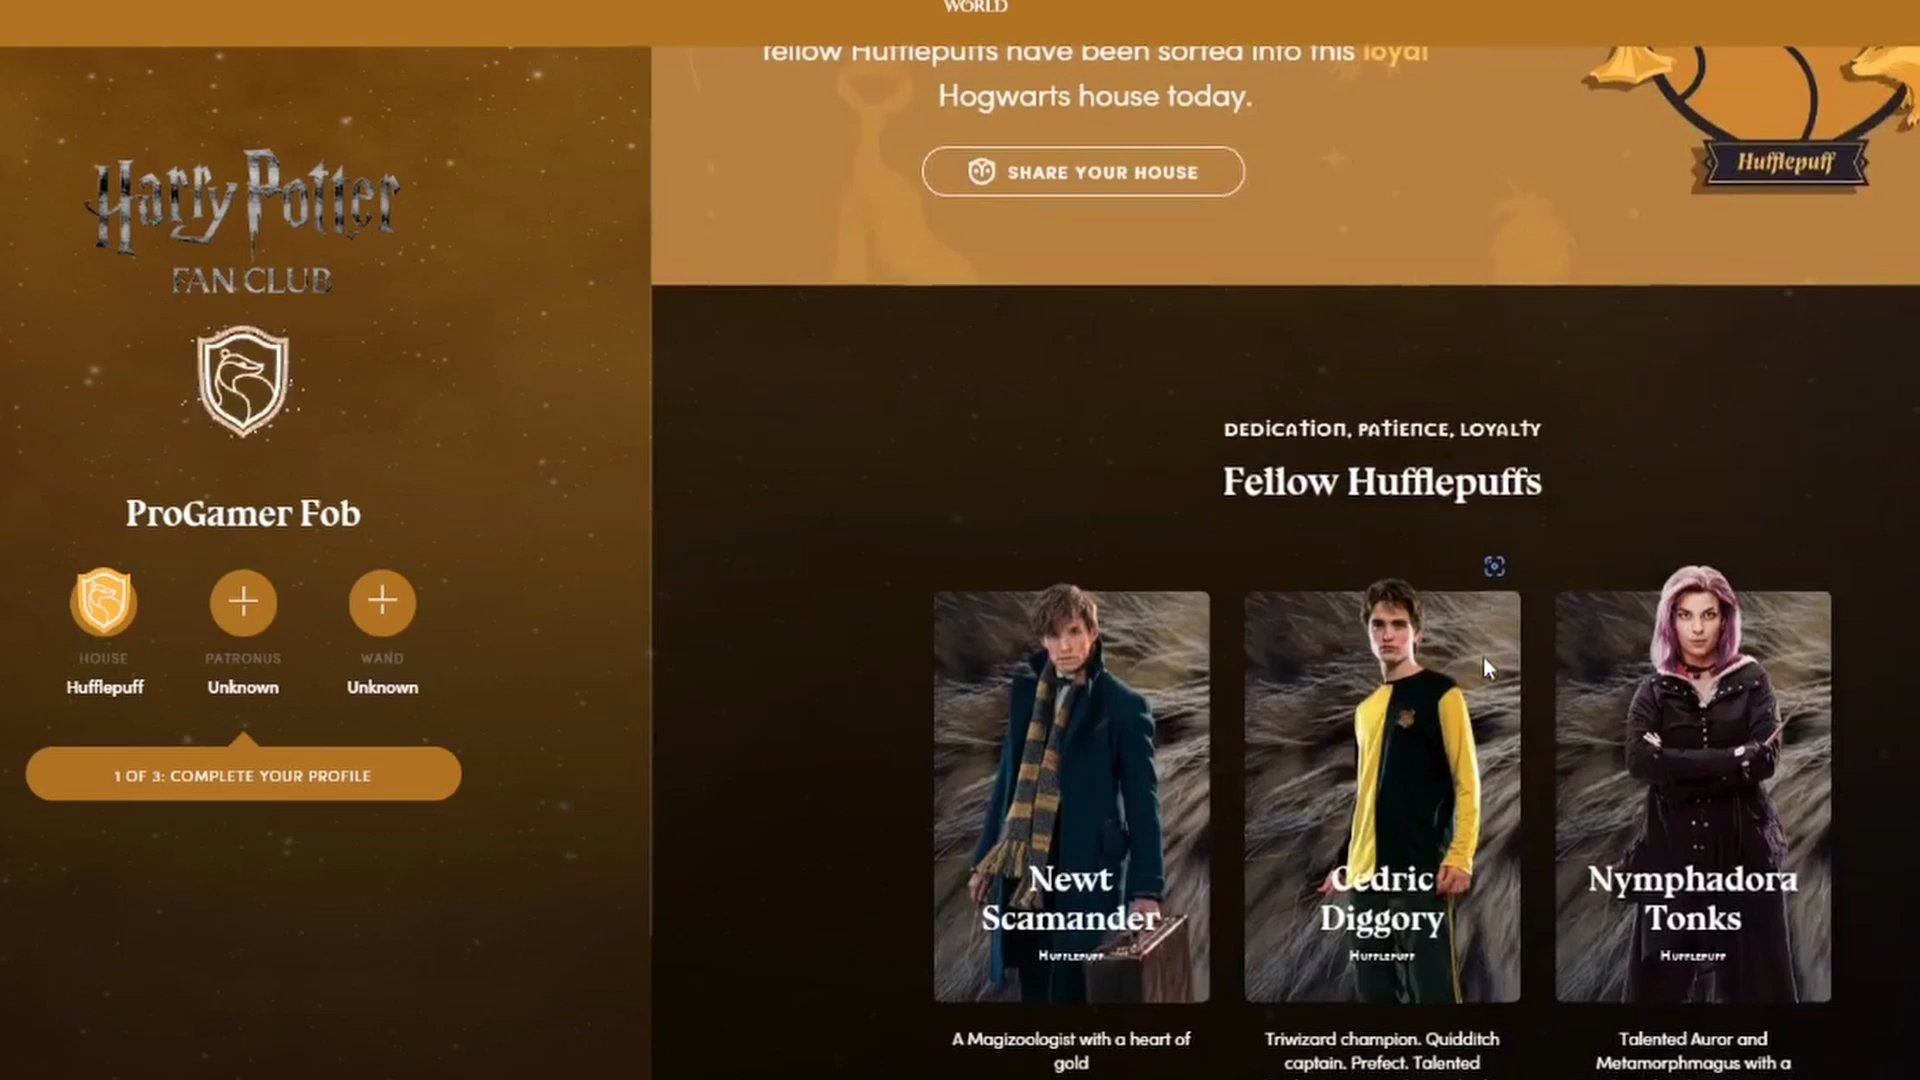 WORLD
fellow Hufflepuffs have been sorted into this loyal
Hogwarts house today.
SHARE YOUR HOUSE
Hufflepuff
Harry Potter
FAN CLUB
ProGamer Fob
HOUSE
Hufflepuff
PATRONUS
Unknown
WAND
Unknown
1 OF 3: COMPLETE YOUR PROFILE
DEDICATION, PATIENCE, LOYALTY
Fellow Hufflepuffs
Newt
Scamander
HUFFLEPUFF
A Magizoologist with a heart of
gold
Cedric
Diggory
HUFFLEPUFF
Triwizard champion. Quidditch
captain. Prefect. Talented
Nymphadora
Tonks
HUFFLEPUFF
Talented Auror and
Metamorphmagus with a